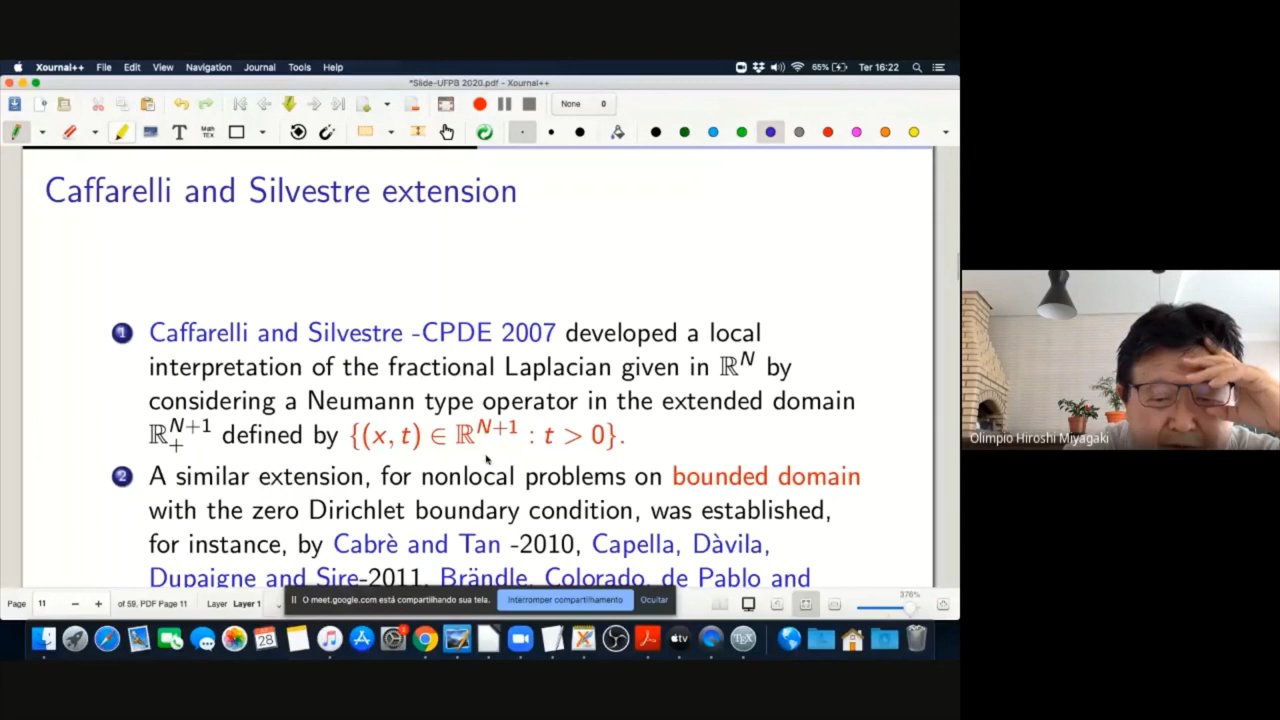 Xournal++ File Edit View Navigation Journal Tools Help 65% Ter 16:22
*Slide-UFPB 2020.pdf - Xournal++
None 0
T Math TEX
Caffarelli and Silvestre extension
1 Caffarelli and Silvestre -CPDE 2007 developed a local
interpretation of the fractional Laplacian given in ℝ^N by
considering a Neumann type operator in the extended domain
ℝ₊^{N+1} defined by {(x, t) ∈ ℝ^{N+1} : t > 0}.
2 A similar extension, for nonlocal problems on bounded domain
with the zero Dirichlet boundary condition, was established,
for instance, by Cabrè and Tan -2010, Capella, Dàvila,
Dupaigne and Sire-2011, Brändle, Colorado, de Pablo and
Olimpio Hiroshi Miyagaki
376%
Page 11 of 59, PDF Page 11 Layer Layer 1
O meet.google.com está compartilhando sua tela. Interromper compartilhamento Ocultar
28 tv TEX